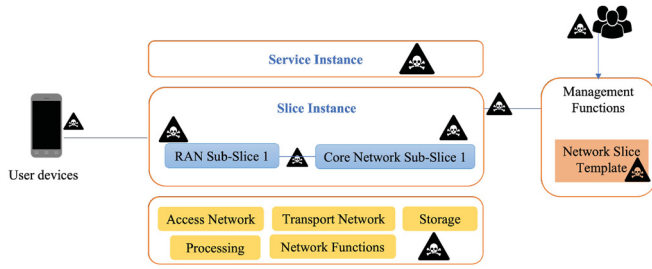 Service Instance
Slice Instance
Management
Functions
RAN Sub-Slice 1
Core Network Sub-Slice 1
Network Slice
Template
User devices
Access Network
Transport Network
Storage
Processing
Network Functions